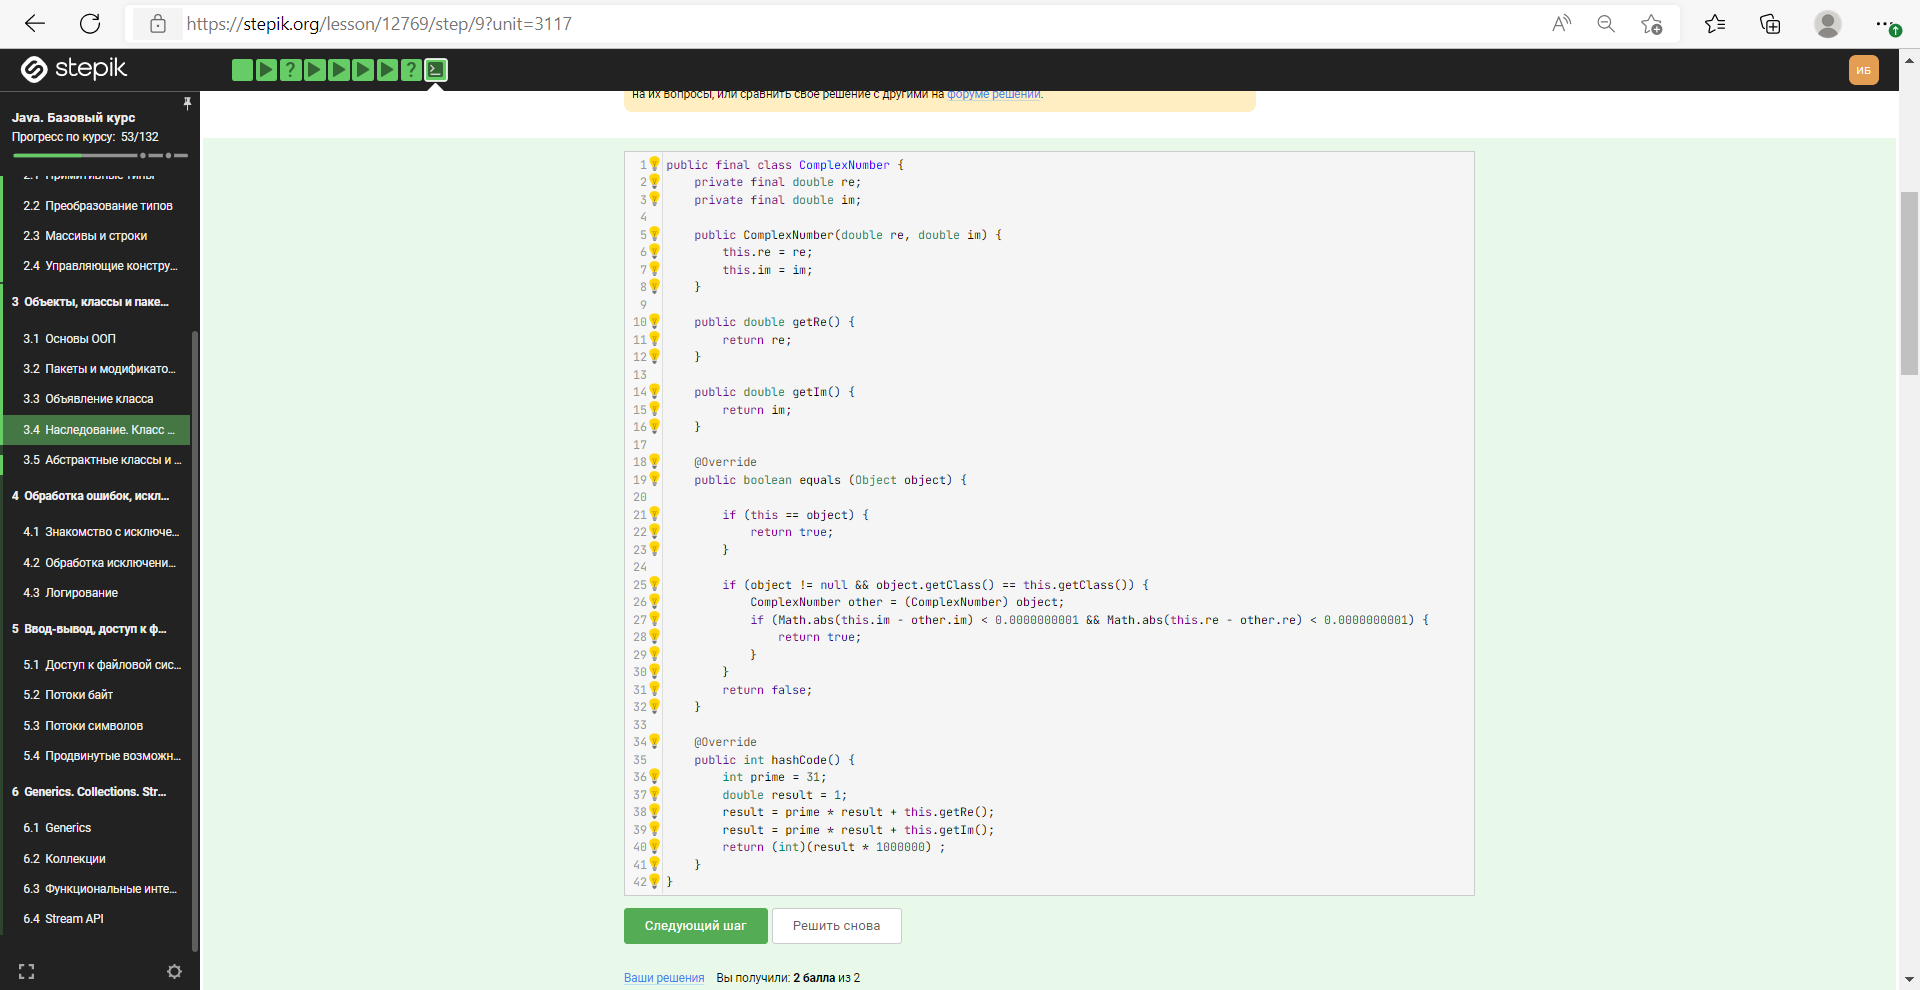 https://stepik.org/lesson/12769/step/9?unit=3117
stepik
ИБ
Java. Базовый курс
Прогресс по курсу: 53/132
2.1 Примитивные типы
2.2 Преобразование типов
2.3 Массивы и строки
2.4 Управляющие констру...
3 Объекты, классы и паке...
3.1 Основы ООП
3.2 Пакеты и модификато...
3.3 Объявление класса
3.4 Наследование. Класс ...
3.5 Абстрактные классы и ...
4 Обработка ошибок, искл...
4.1 Знакомство с исключе...
4.2 Обработка исключени...
4.3 Логирование
5 Ввод-вывод, доступ к ф...
5.1 Доступ к файловой сис...
5.2 Потоки байт
5.3 Потоки символов
5.4 Продвинутые возможн...
6 Generics. Collections. Str...
6.1 Generics
6.2 Коллекции
6.3 Функциональные инте...
6.4 Stream API
на их вопросы, или сравнить своё решение с другими на форуме решений.
1 public final class ComplexNumber {
2 private final double re;
3 private final double im;
4
5 public ComplexNumber(double re, double im) {
6 this.re = re;
7 this.im = im;
8 }
9
10 public double getRe() {
11 return re;
12 }
13
14 public double getIm() {
15 return im;
16 }
17
18 @Override
19 public boolean equals (Object object) {
20
21 if (this == object) {
22 return true;
23 }
24
25 if (object != null && object.getClass() == this.getClass()) {
26 ComplexNumber other = (ComplexNumber) object;
27 if (Math.abs(this.im - other.im) < 0.0000000001 && Math.abs(this.re - other.re) < 0.0000000001) {
28 return true;
29 }
30 }
31 return false;
32 }
33
34 @Override
35 public int hashCode() {
36 int prime = 31;
37 double result = 1;
38 result = prime * result + this.getRe();
39 result = prime * result + this.getIm();
40 return (int)(result * 1000000) ;
41 }
42 }
Следующий шаг
Решить снова
Ваши решения Вы получили: 2 балла из 2